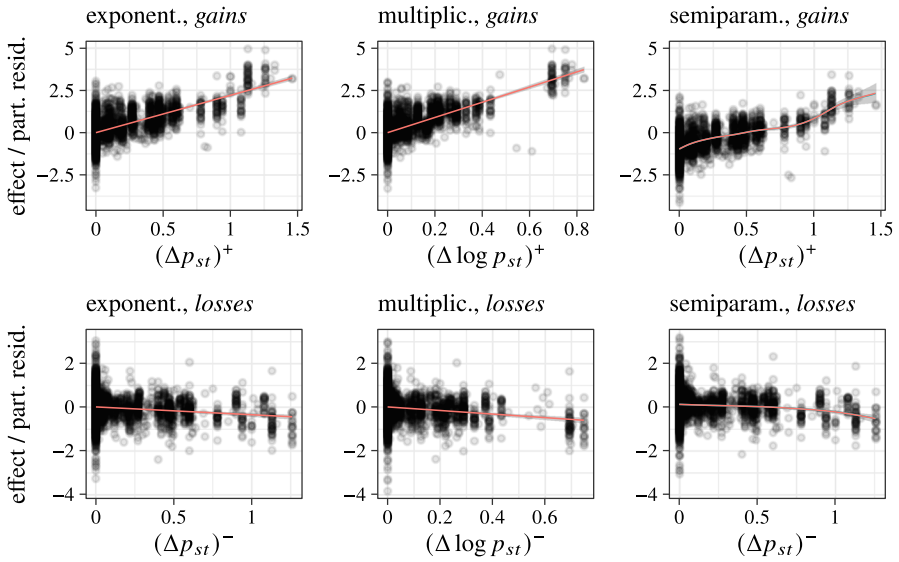 exponent., gains
multiplic., gains
semiparam., gains
effect / part. resid.
5
2.5
0
−2.5
0 0.5 1 1.5
(Δp_st)⁺
5
2.5
0
−2.5
0 0.2 0.4 0.6 0.8
(Δ log p_st)⁺
5
2.5
0
−2.5
0 0.5 1 1.5
(Δp_st)⁺
exponent., losses
multiplic., losses
semiparam., losses
effect / part. resid.
2
0
−2
−4
0 0.5 1
(Δp_st)⁻
2
0
−2
−4
0 0.2 0.4 0.6
(Δ log p_st)⁻
2
0
−2
−4
0 0.5 1
(Δp_st)⁻